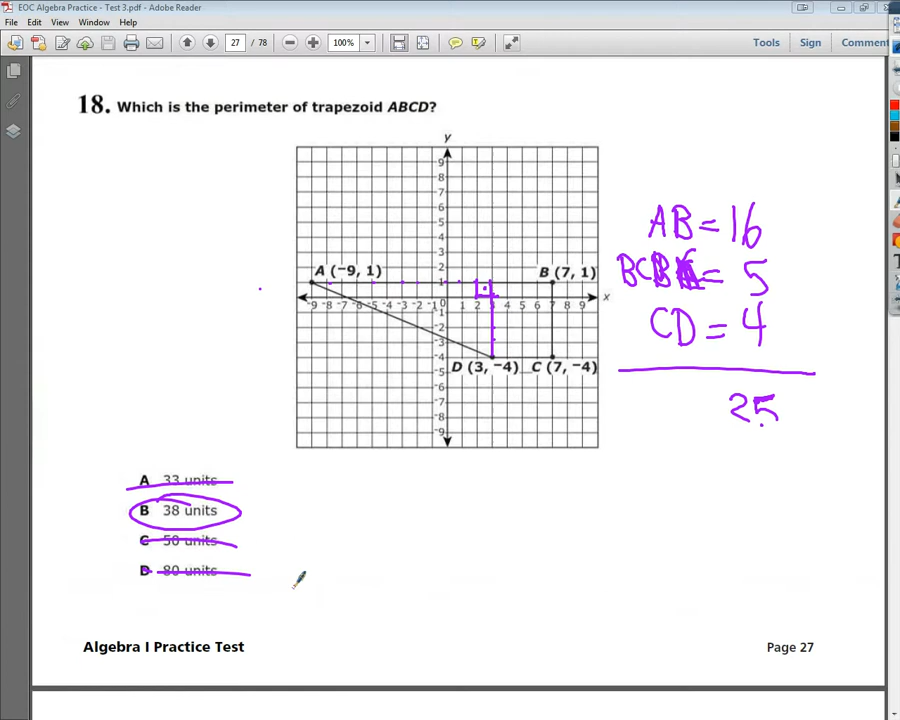 EOC Algebra Practice - Test 3.pdf - Adobe Reader
File Edit View Window Help
27 / 78 100% Tools Sign Comment
18. Which is the perimeter of trapezoid ABCD?
y
9
8
7
6
5
4
3
2
1
A (−9, 1) B (7, 1)
-9 -8 -7 -6 -5 -4 -3 -2 -1 0 1 2 3 4 5 6 7 8 9 x
-1
-2
-3
-4
-5
-6
-7
-8
-9
D (3, −4) C (7, −4)
AB = 16
BC = 5
CD = 4
25
A 33 units
B 38 units
C 50 units
D 80 units
Algebra I Practice Test Page 27